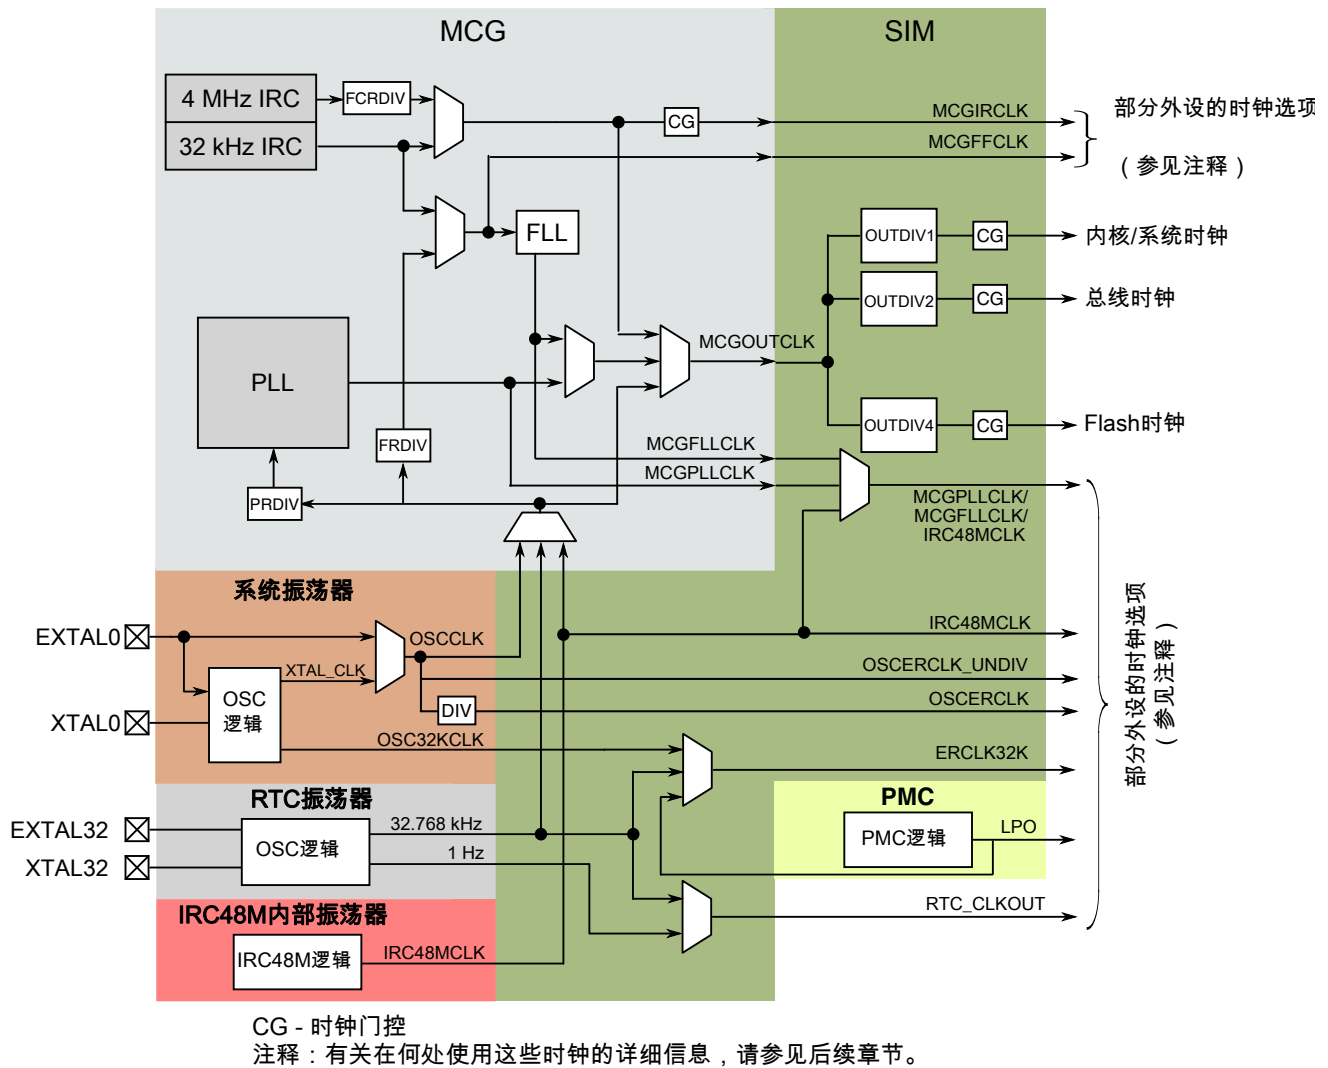 MCG
SIM
4 MHz IRC
FCRDIV
32 kHz IRC
CG
MCGIRCLK
MCGFFCLK
部分外设的时钟选项
（参见注释）
FLL
OUTDIV1
CG
内核/系统时钟
OUTDIV2
CG
总线时钟
MCGOUTCLK
PLL
OUTDIV4
CG
Flash时钟
FRDIV
MCGFLLCLK
MCGPLLCLK
PRDIV
MCGPLLCLK/
MCGFLLCLK/
IRC48MCLK
系统振荡器
EXTAL0
OSCCLK
IRC48MCLK
XTAL_CLK
OSCERCLK_UNDIV
OSC
逻辑
XTAL0
DIV
OSCERCLK
OSC32KCLK
ERCLK32K
部分外设的时钟选项
（参见注释）
RTC振荡器
PMC
EXTAL32
32.768 kHz
OSC逻辑
PMC逻辑
LPO
XTAL32
1 Hz
IRC48M内部振荡器
RTC_CLKOUT
IRC48M逻辑
IRC48MCLK
CG - 时钟门控
注释：有关在何处使用这些时钟的详细信息，请参见后续章节。